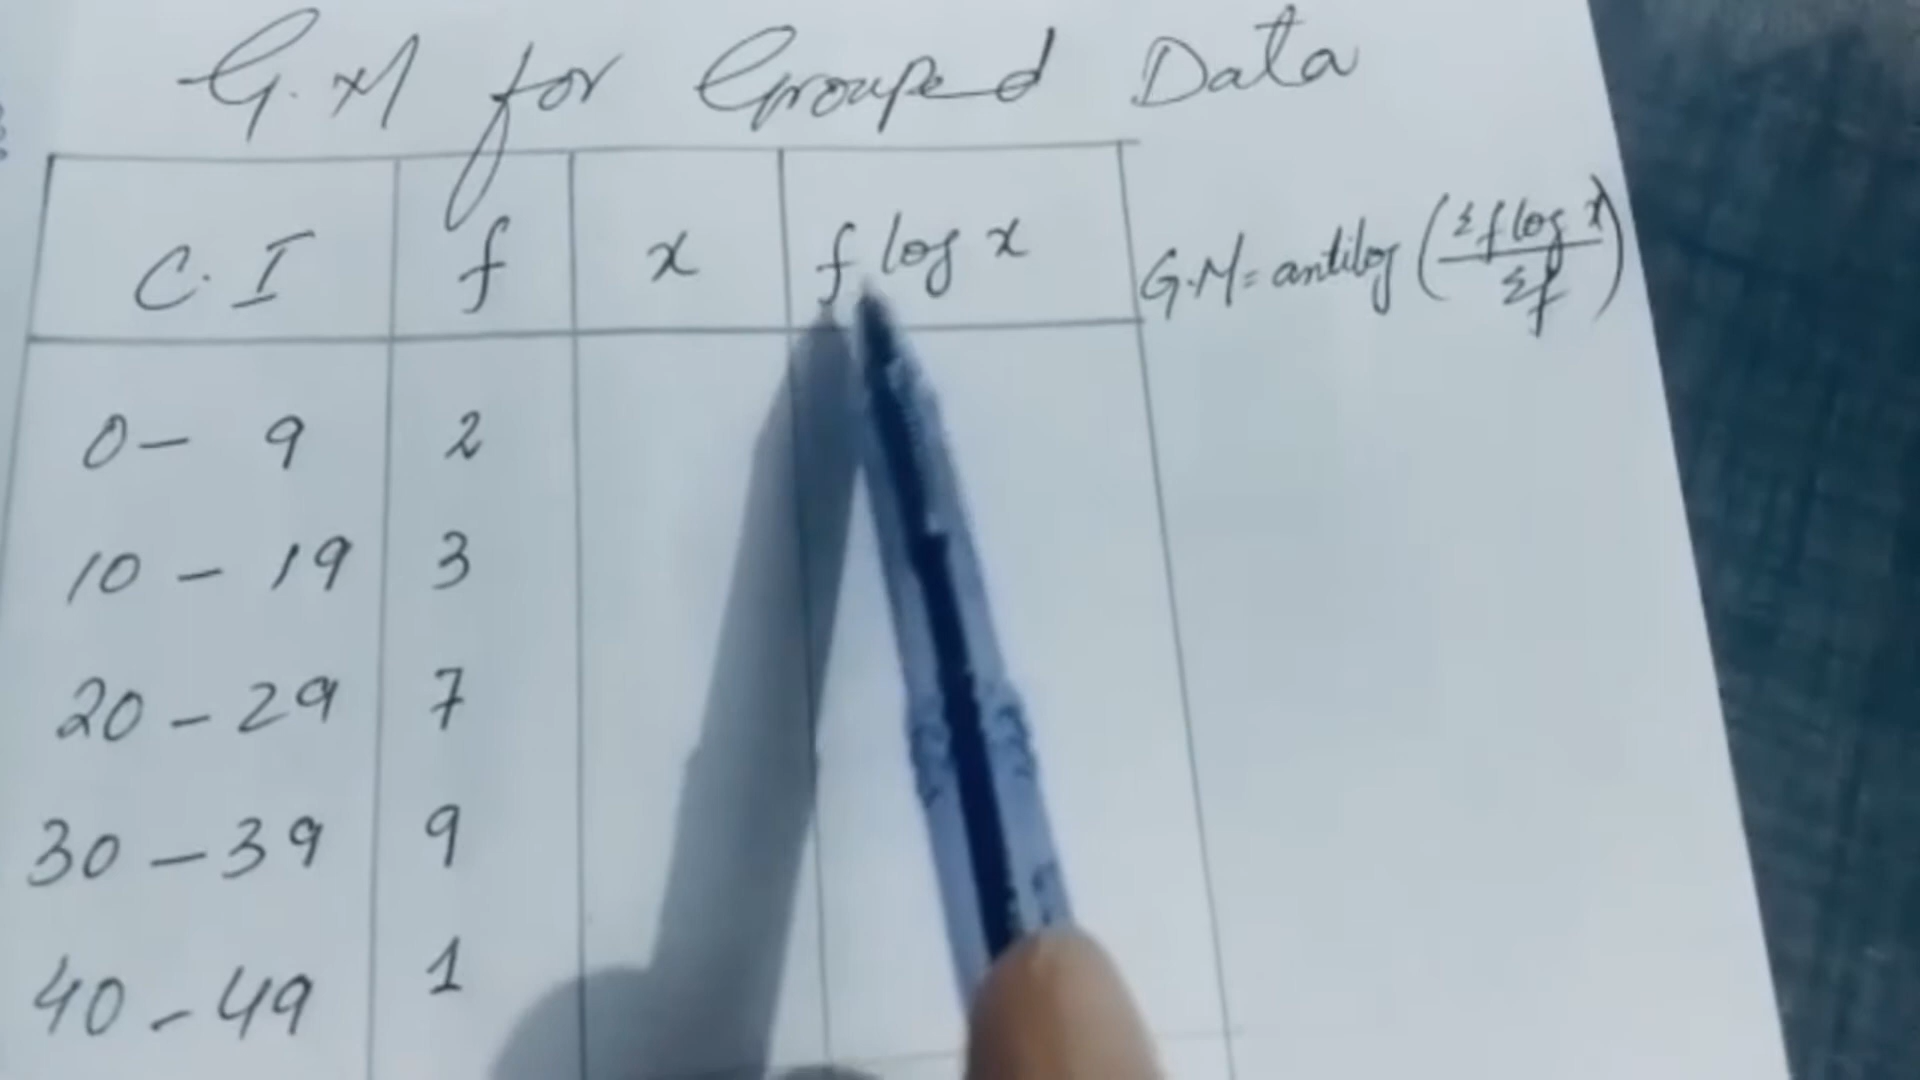 G.M for Grouped Data
C.I f x f log x G.M = antilog (Σf log x / Σf)
0 - 9 2
10 - 19 3
20 - 29 7
30 - 39 9
40 - 49 1